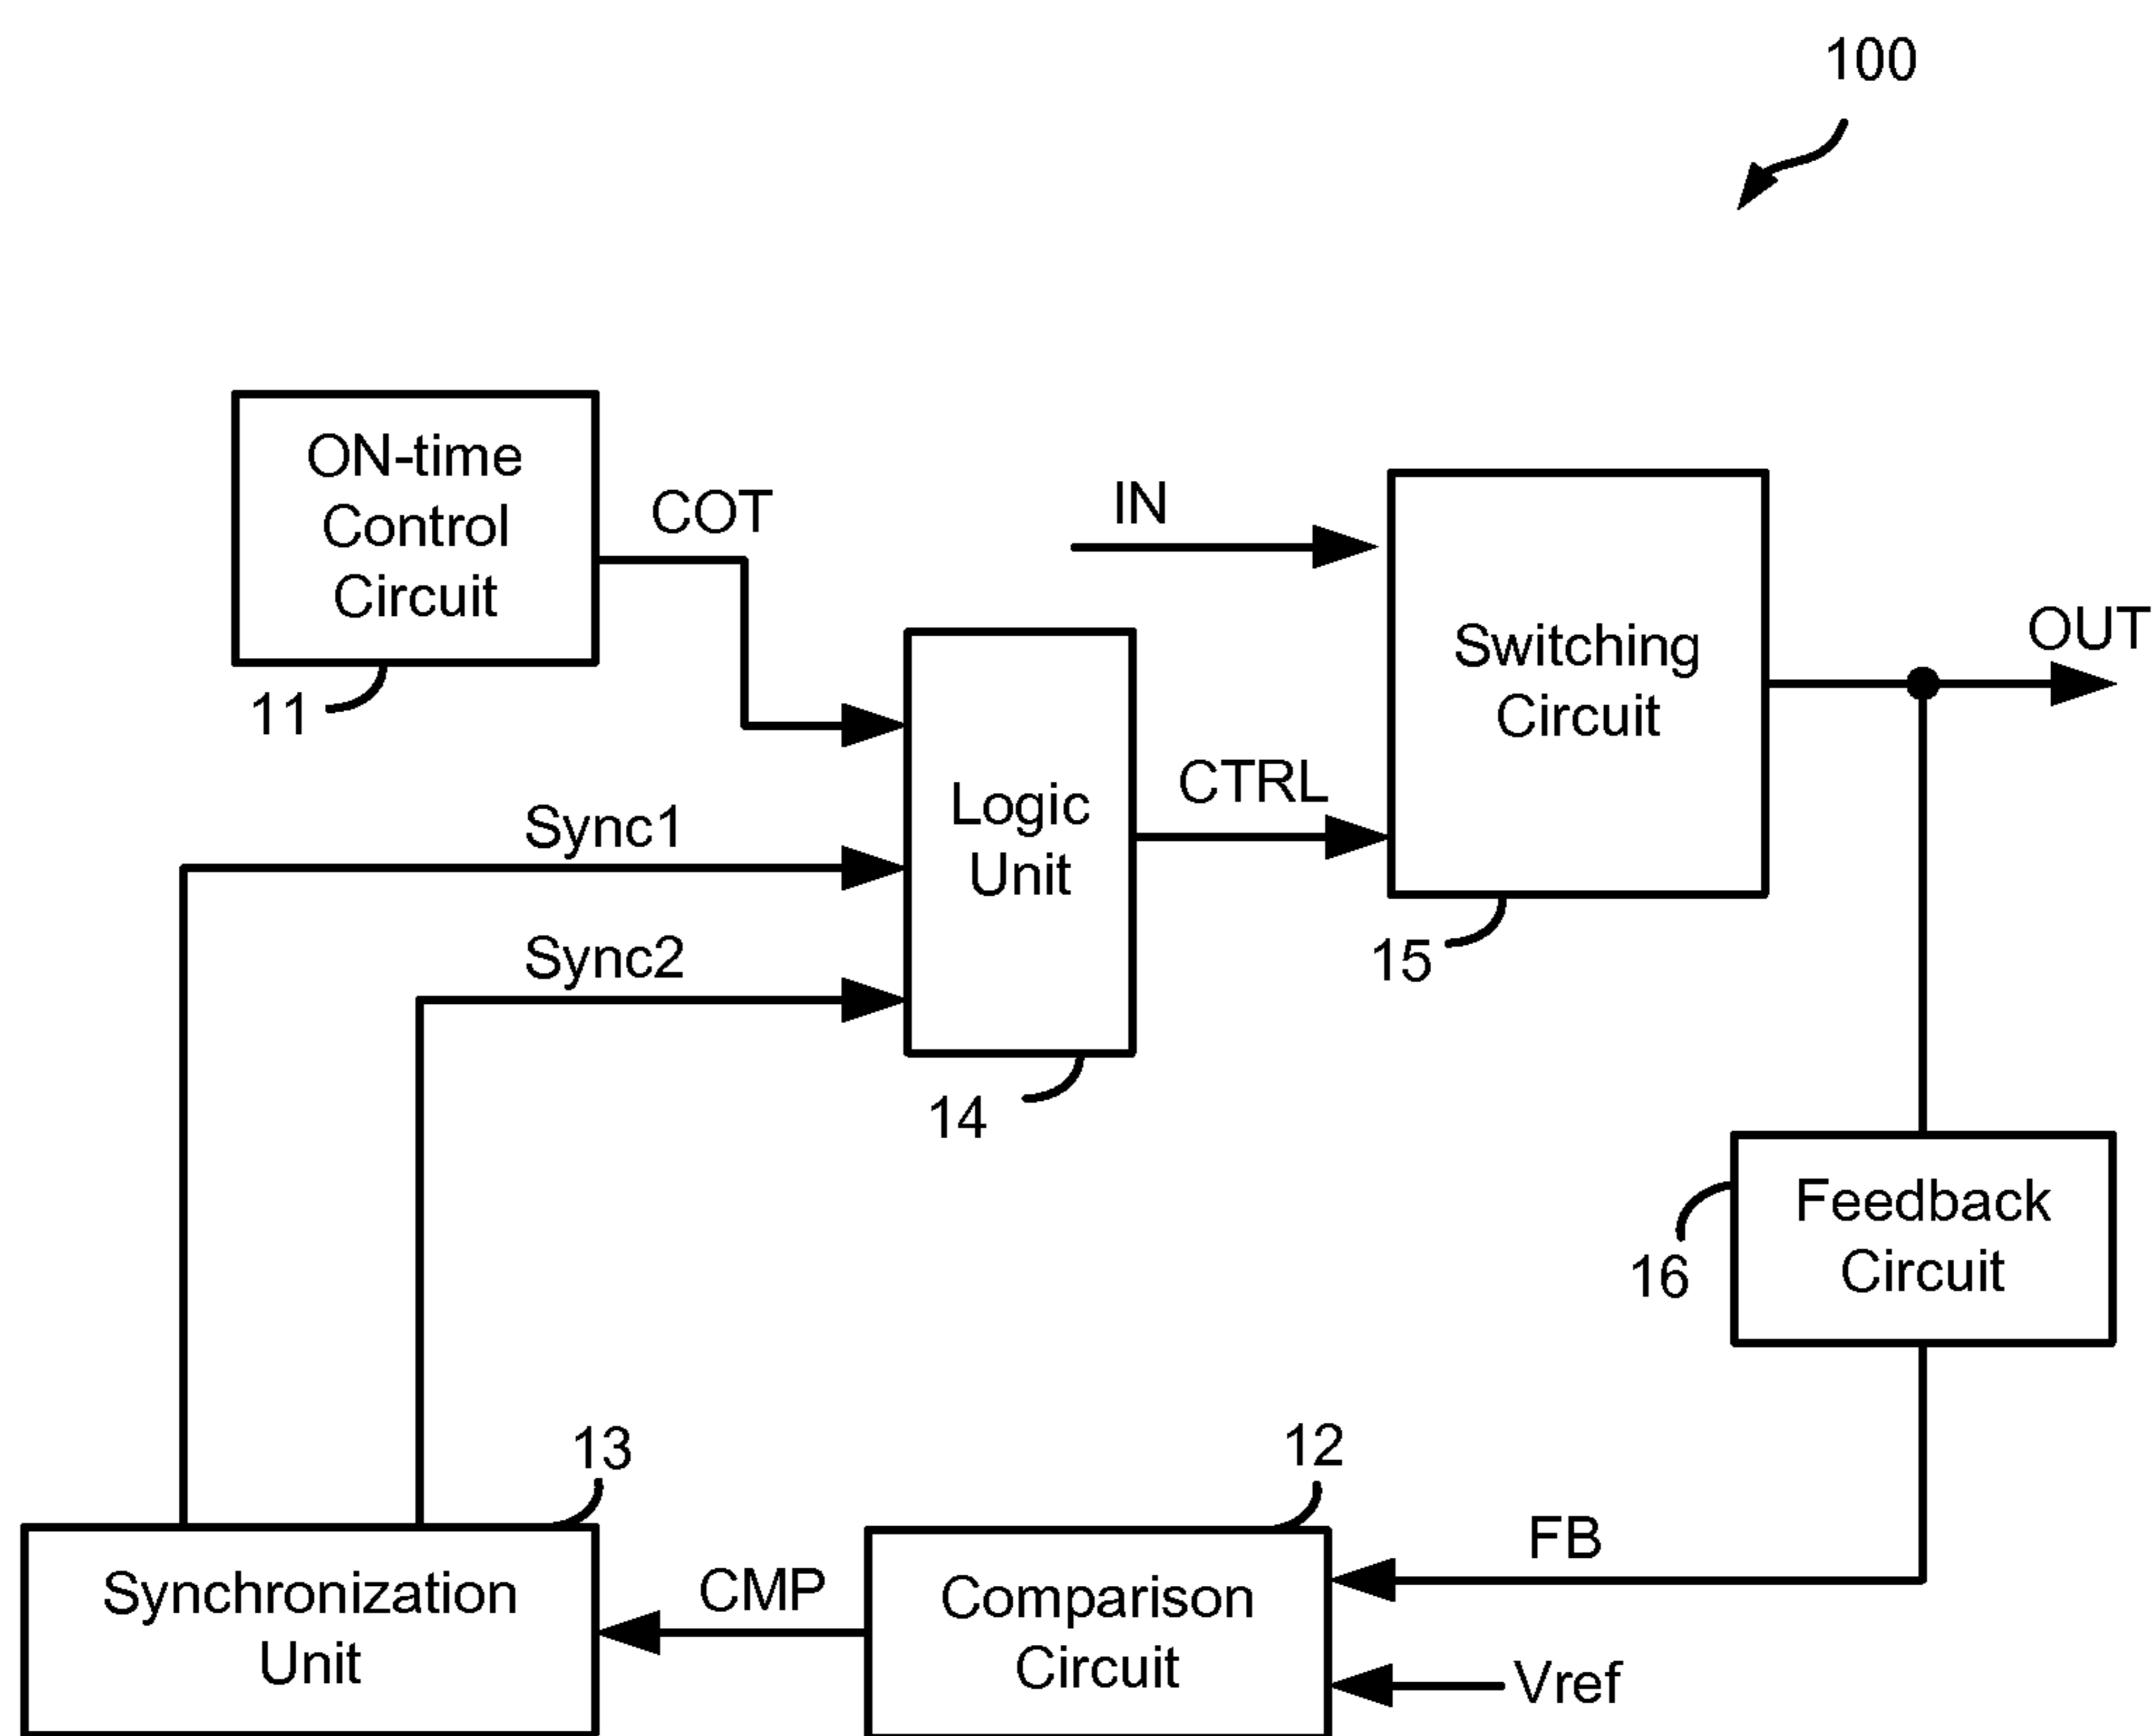 100
ON-time
Control
Circuit
11
COT
IN
Switching
Circuit
15
OUT
Sync1
Sync2
Logic
Unit
14
CTRL
Feedback
Circuit
16
13
Synchronization
Unit
CMP
12
Comparison
Circuit
FB
Vref